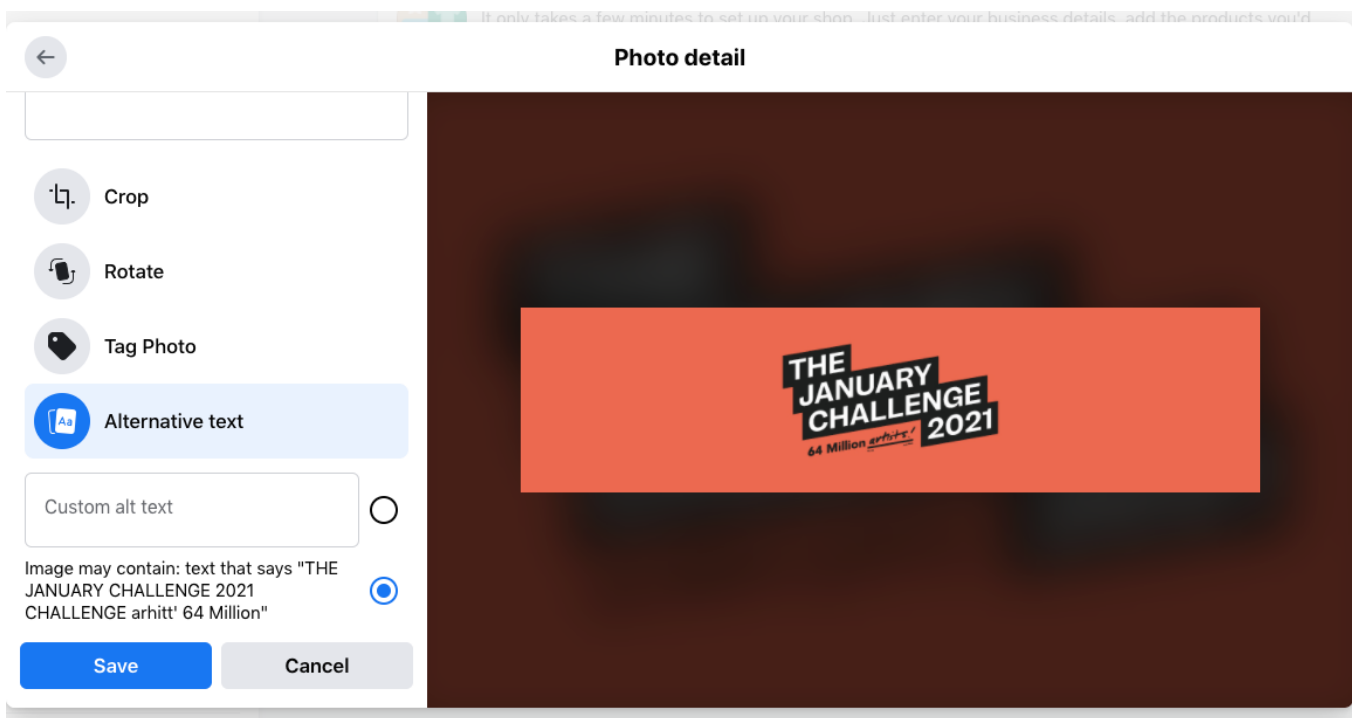 It only takes a few minutes to set up your shop. Just enter your business details, add the products you'd
Photo detail
Crop
Rotate
Tag Photo
Aa
Alternative text
Custom alt text
Image may contain: text that says "THE
JANUARY CHALLENGE 2021
CHALLENGE arhitt' 64 Million"
Save
Cancel
THE
JANUARY
CHALLENGE
2021
64 Million artists!